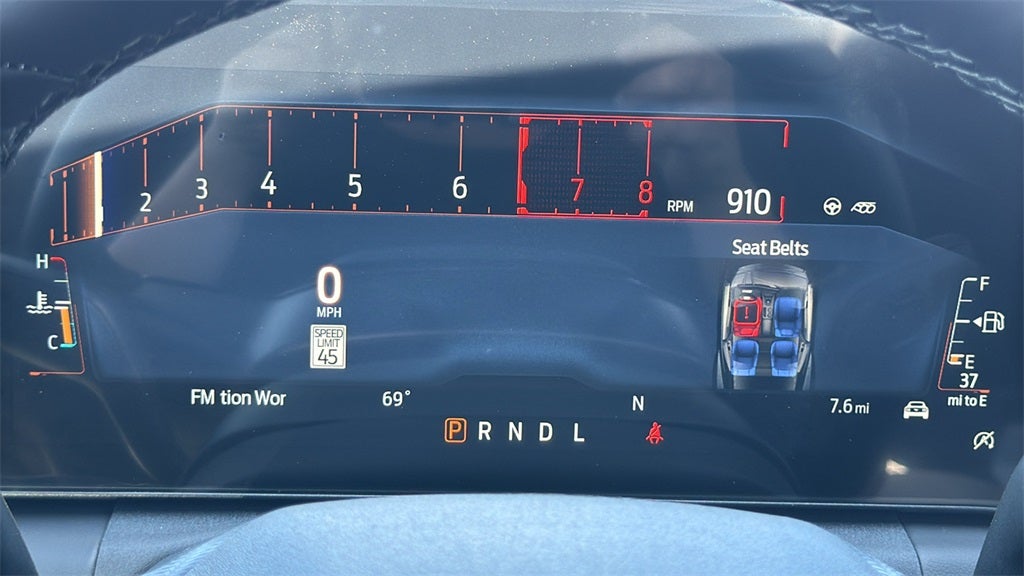 2 3 4 5 6 7 8 RPM 910
Seat Belts
H
C
0
MPH
SPEED
LIMIT
45
F
E
37
mi to E
FM tion Wor 69° N 7.6 mi
P R N D L